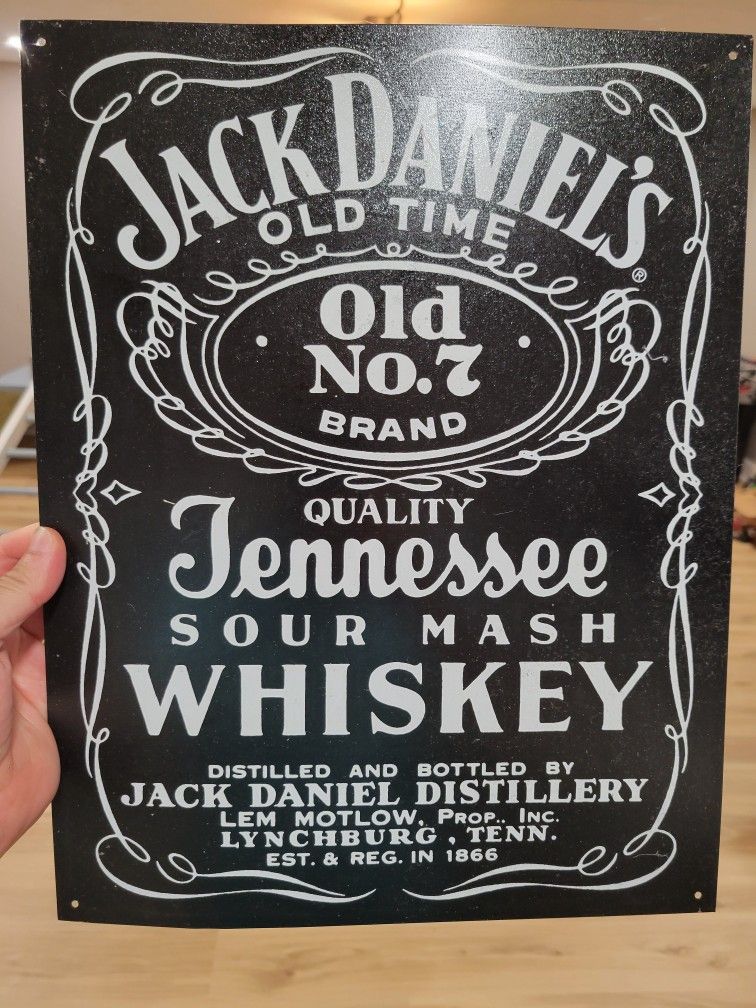 JACK DANIEL'S ®
OLD TIME
Old
No.7
BRAND
QUALITY
Tennessee
SOUR MASH
WHISKEY
DISTILLED AND BOTTLED BY
JACK DANIEL DISTILLERY
LEM MOTLOW, PROP.. INC.
LYNCHBURG , TENN.
EST. & REG. IN 1866